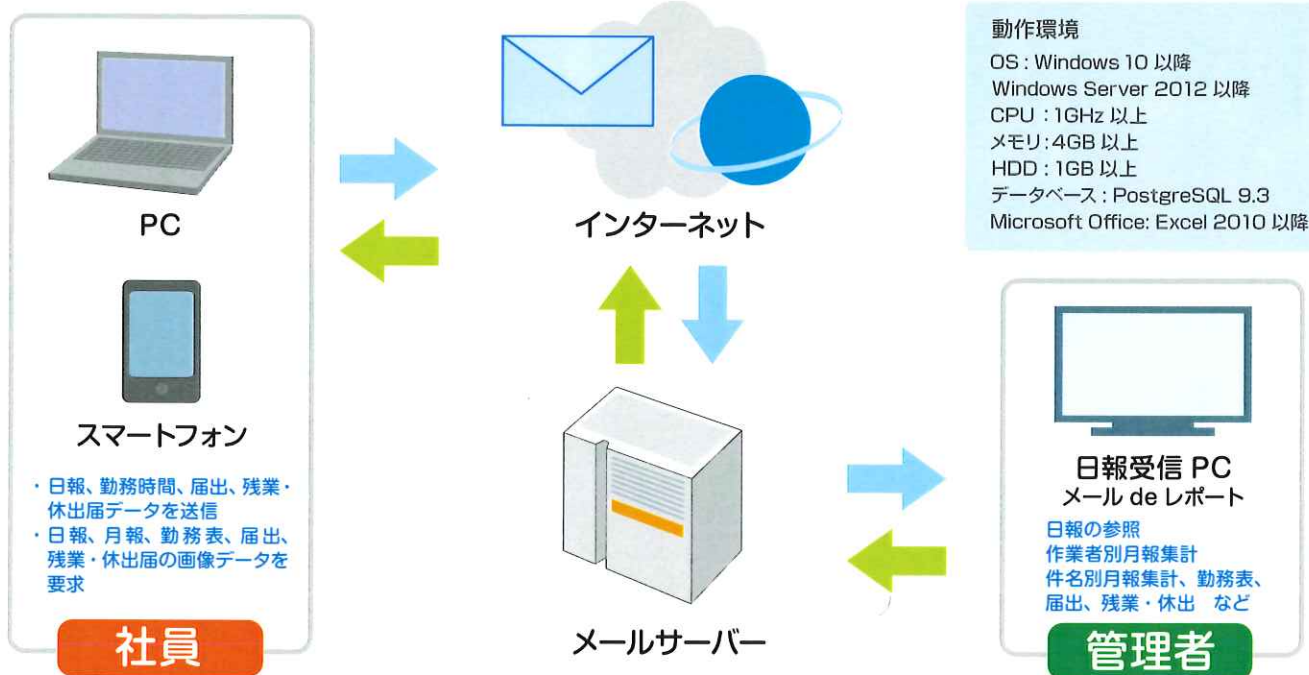 PC
スマートフォン
・日報、勤務時間、届出、残業・
休出届データを送信
・日報、月報、勤務表、届出、
残業・休出届の画像データを
要求
社員
インターネット
メールサーバー
動作環境
OS : Windows 10 以降
Windows Server 2012 以降
CPU : 1GHz 以上
メモリ : 4GB 以上
HDD : 1GB 以上
データベース : PostgreSQL 9.3
Microsoft Office: Excel 2010 以降
日報受信 PC
メール de レポート
日報の参照
作業者別月報集計
件名別月報集計、勤務表、
届出、残業・休出 など
管理者